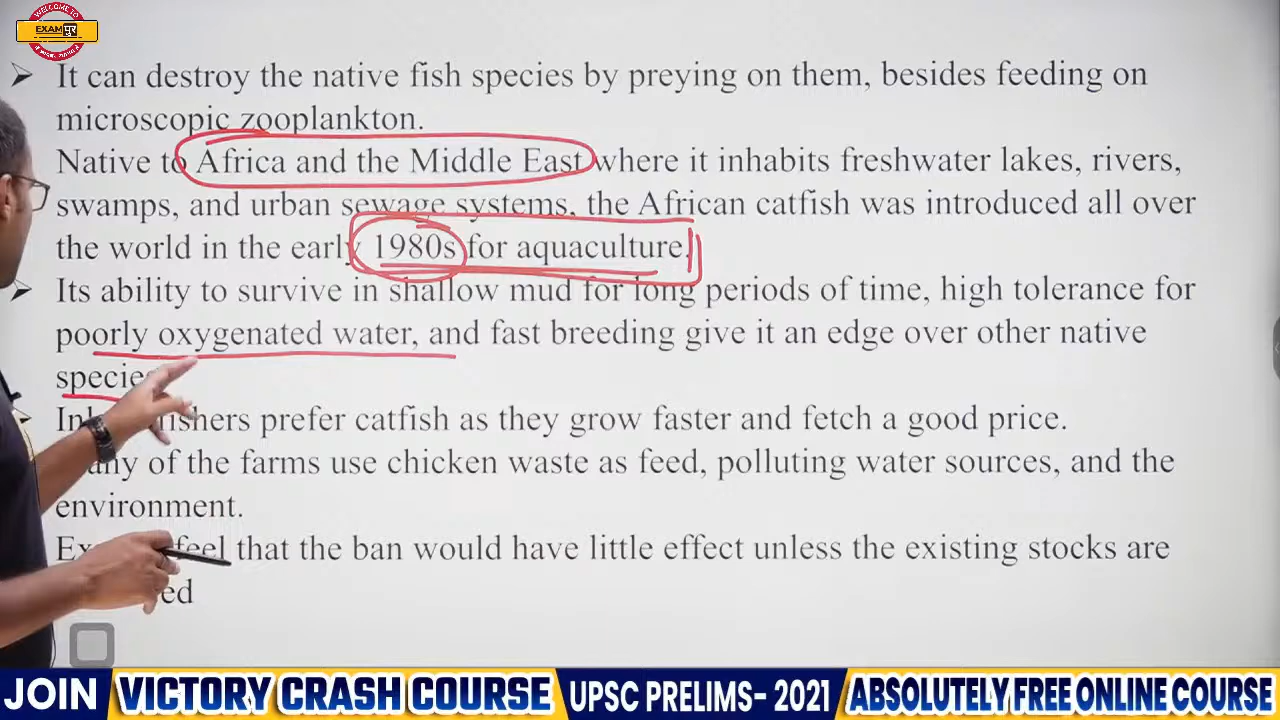 WELCOME TO
EXAM पुर
➤ It can destroy the native fish species by preying on them, besides feeding on
microscopic zooplankton.
Native to Africa and the Middle East where it inhabits freshwater lakes, rivers,
swamps, and urban sewage systems, the African catfish was introduced all over
the world in the early 1980s for aquaculture.
➤ Its ability to survive in shallow mud for long periods of time, high tolerance for
poorly oxygenated water, and fast breeding give it an edge over other native
species
prefer catfish as they grow faster and fetch a good price.
of the farms use chicken waste as feed, polluting water sources, and the
environment.
feel that the ban would have little effect unless the existing stocks are
JOIN VICTORY CRASH COURSE UPSC PRELIMS- 2021 ABSOLUTELY FREE ONLINE COURSE